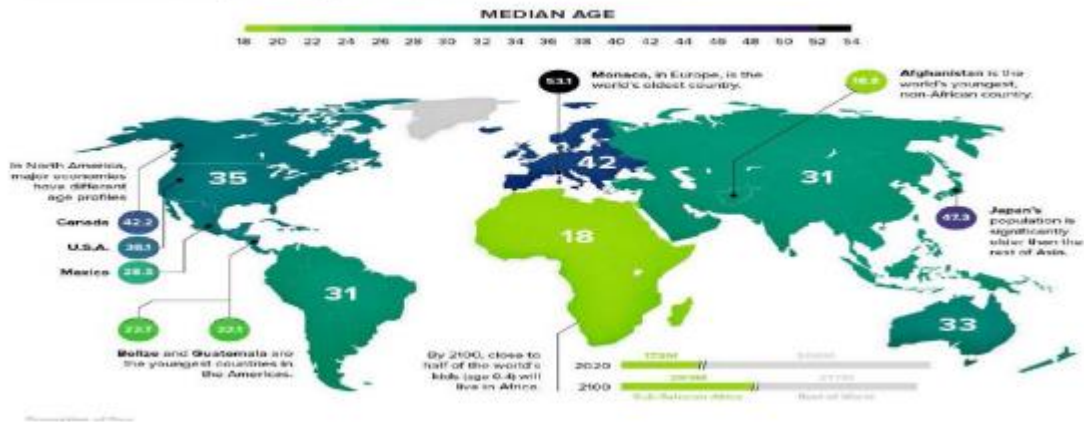 MEDIAN AGE
18 20 22 24 26 28 30 32 34 36 38 40 42 44 46 48 50 52 54
53.1
Monaco, in Europe, is the
world's oldest country.
Afghanistan is the
world's youngest,
non-African country.
In North America,
major economies
have different
age profiles
Canada 42.2
U.S.A.
Mexico
35
42
31
18
31
33
47.3
Japan's
population is
significantly
older than the
rest of Asia.
22.7
22.1
Belize and Guatemala are
the youngest countries in
the Americas.
By 2100, close to
half of the world's
kids (age 0-4) will
live in Africa.
2020
2100
Sub-Saharan Africa
Rest of World